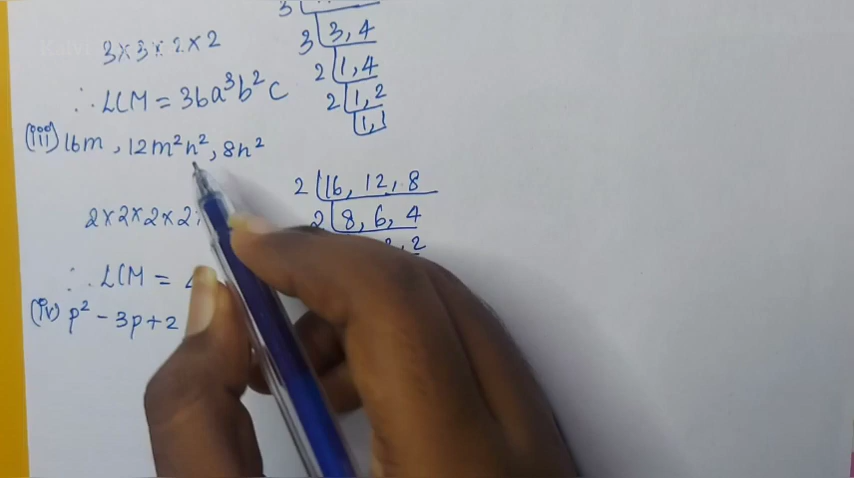 3×3×2×2
∴ LCM = 36a³b²c
3
3 3, 4
2 1, 4
2 1, 2
1, 1
(iii) 16m, 12m²n², 8n²
2×2×2×2×
2 16, 12, 8
2 8, 6, 4
, 2
∴ LCM =
(iv) p² - 3p + 2